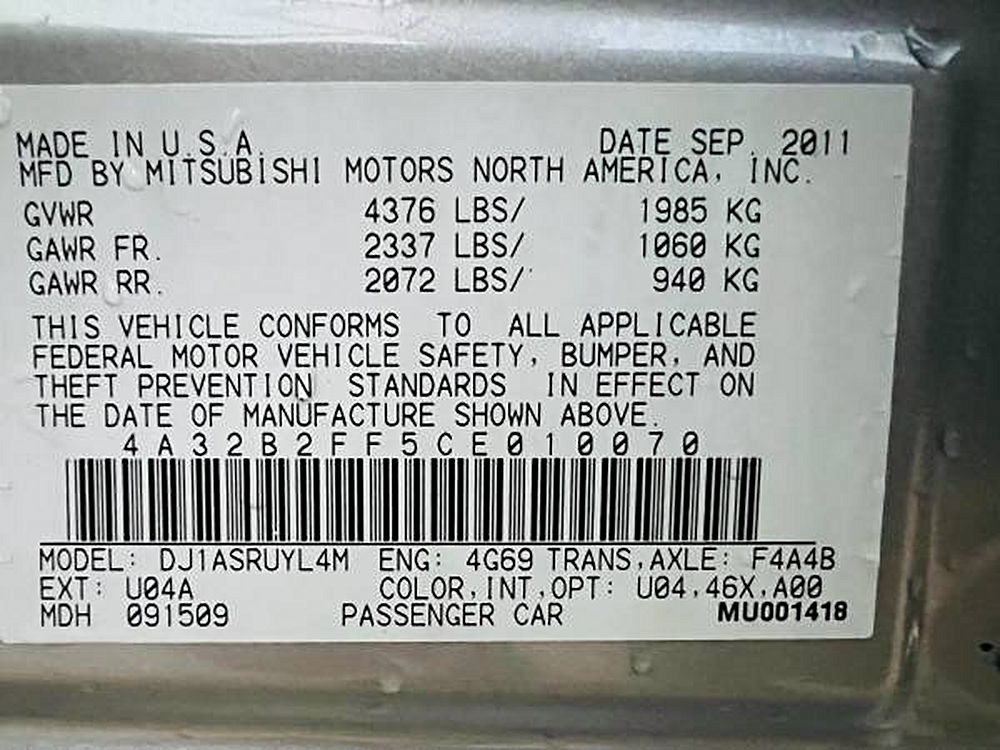 MADE IN U.S.A. DATE SEP. 2011
MFD BY MITSUBISHI MOTORS NORTH AMERICA, INC.
GVWR 4376 LBS/ 1985 KG
GAWR FR. 2337 LBS/ 1060 KG
GAWR RR. 2072 LBS/ 940 KG
THIS VEHICLE CONFORMS TO ALL APPLICABLE
FEDERAL MOTOR VEHICLE SAFETY, BUMPER, AND
THEFT PREVENTION STANDARDS IN EFFECT ON
THE DATE OF MANUFACTURE SHOWN ABOVE.
4A32B2FF5CE010070
MODEL: DJ1ASRUYL4M ENG: 4G69 TRANS,AXLE: F4A4B
EXT: U04A COLOR,INT,OPT: U04,46X,A00
MDH 091509 PASSENGER CAR MU001418